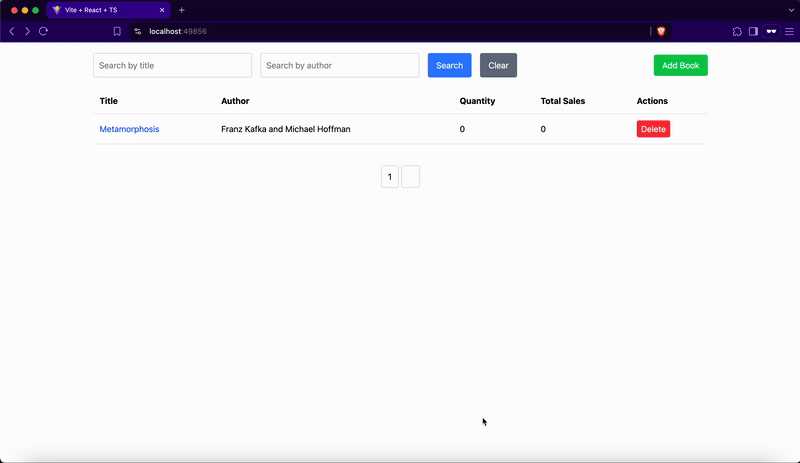 Vite + React + TS
localhost:49856
Search by title Search by author Search Clear Add Book
Title Author Quantity Total Sales Actions
Metamorphosis Franz Kafka and Michael Hoffman 0 0 Delete
1